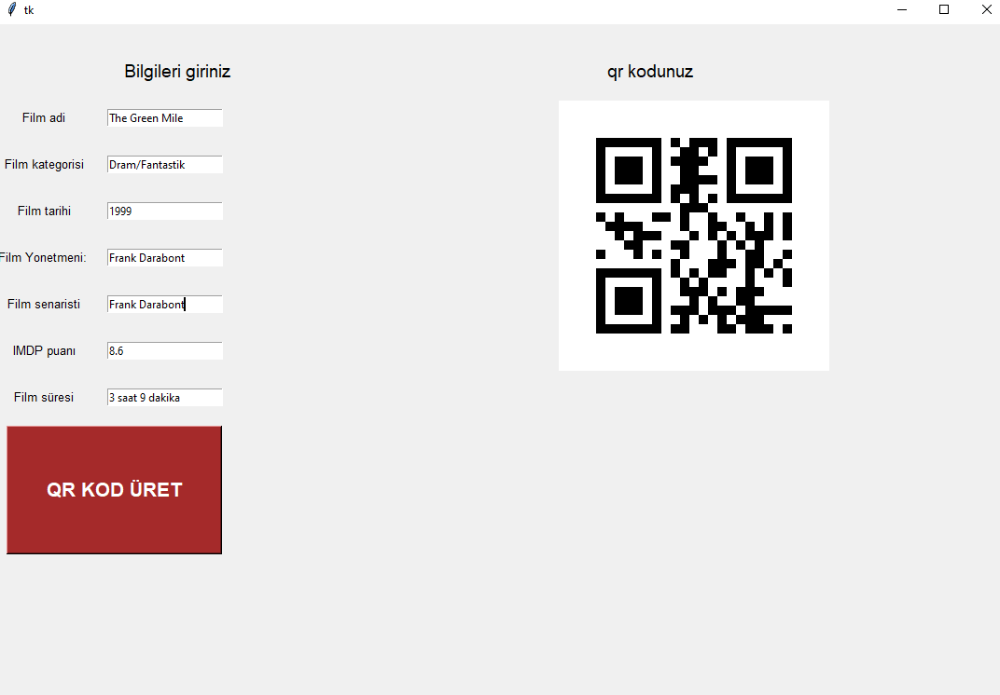 tk
Bilgileri giriniz
qr kodunuz
Film adi
The Green Mile
Film kategorisi
Dram/Fantastik
Film tarihi
1999
Film Yonetmeni:
Frank Darabont
Film senaristi
Frank Darabont
IMDP puanı
8.6
Film süresi
3 saat 9 dakika
QR KOD ÜRET